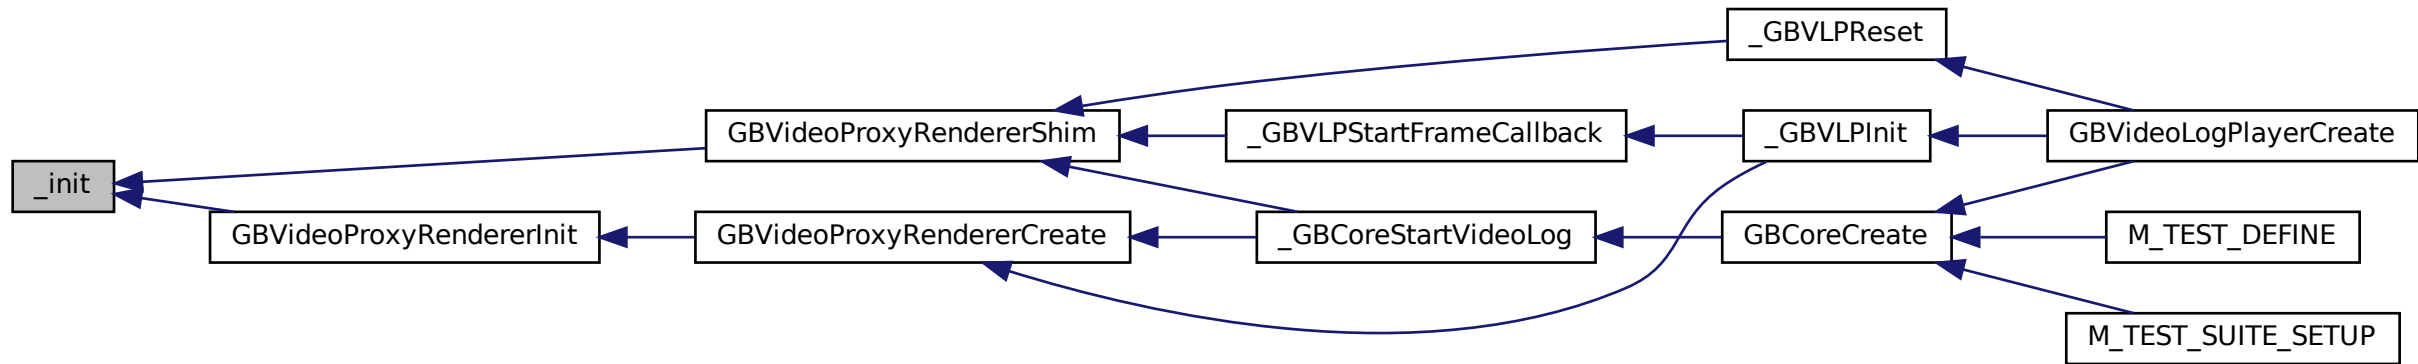 _init
GBVideoProxyRendererShim
GBVideoProxyRendererInit
GBVideoProxyRendererCreate
_GBVLPReset
_GBVLPStartFrameCallback
_GBVLPInit
_GBCoreStartVideoLog
GBCoreCreate
GBVideoLogPlayerCreate
M_TEST_DEFINE
M_TEST_SUITE_SETUP